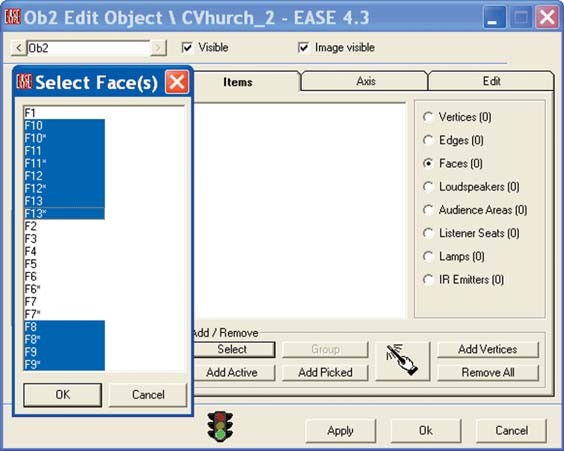 EASE Ob2 Edit Object \ CVhurch_2 - EASE 4.3
< Ob2 >
Visible
Image visible
EASE Select Face(s)
F1
F10
F10*
F11
F11*
F12
F12*
F13
F13*
F2
F3
F4
F5
F6
F6*
F7
F7*
F8
F8*
F9
F9*
OK Cancel
Items Axis Edit
Vertices (0)
Edges (0)
Faces (0)
Loudspeakers (0)
Audience Areas (0)
Listener Seats (0)
Lamps (0)
IR Emitters (0)
Add / Remove
Select Group Add Vertices
Add Active Add Picked Remove All
Apply Ok Cancel